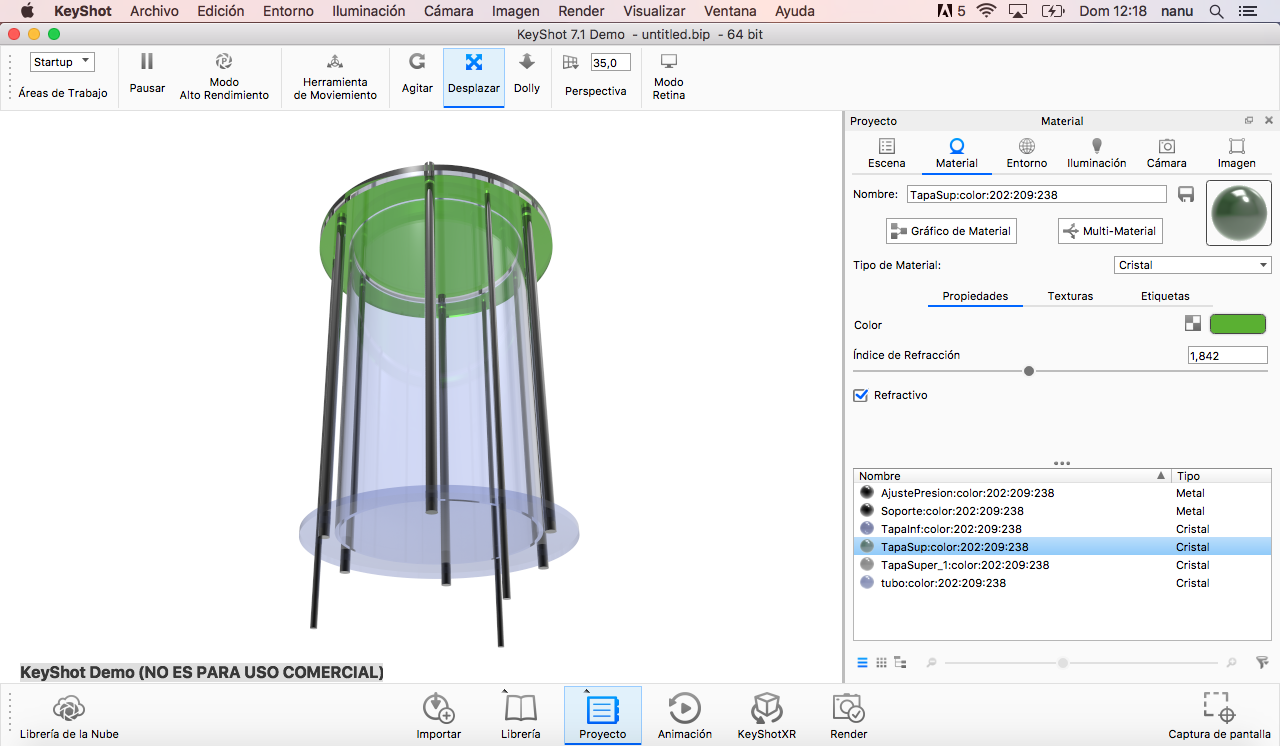 KeyShot Archivo Edición Entorno Iluminación Cámara Imagen Render Visualizar Ventana Ayuda 5 Dom 12:18 nanu
KeyShot 7.1 Demo - untitled.bip - 64 bit
Startup
Áreas de Trabajo
Pausar
Modo
Alto Rendimiento
Herramienta
de Moviemiento
Agitar
Desplazar
Dolly
35,0
Perspectiva
Modo
Retina
Proyecto Material
Escena Material Entorno Iluminación Cámara Imagen
Nombre: TapaSup:color:202:209:238
Gráfico de Material Multi-Material
Tipo de Material: Cristal
Propiedades Texturas Etiquetas
Color
Índice de Refracción 1,842
Refractivo
Nombre Tipo
AjustePresion:color:202:209:238 Metal
Soporte:color:202:209:238 Metal
TapaInf:color:202:209:238 Cristal
TapaSup:color:202:209:238 Cristal
TapaSuper_1:color:202:209:238 Cristal
tubo:color:202:209:238 Cristal
KeyShot Demo (NO ES PARA USO COMERCIAL)
Librería de la Nube Importar Librería Proyecto Animación KeyShotXR Render Captura de pantalla